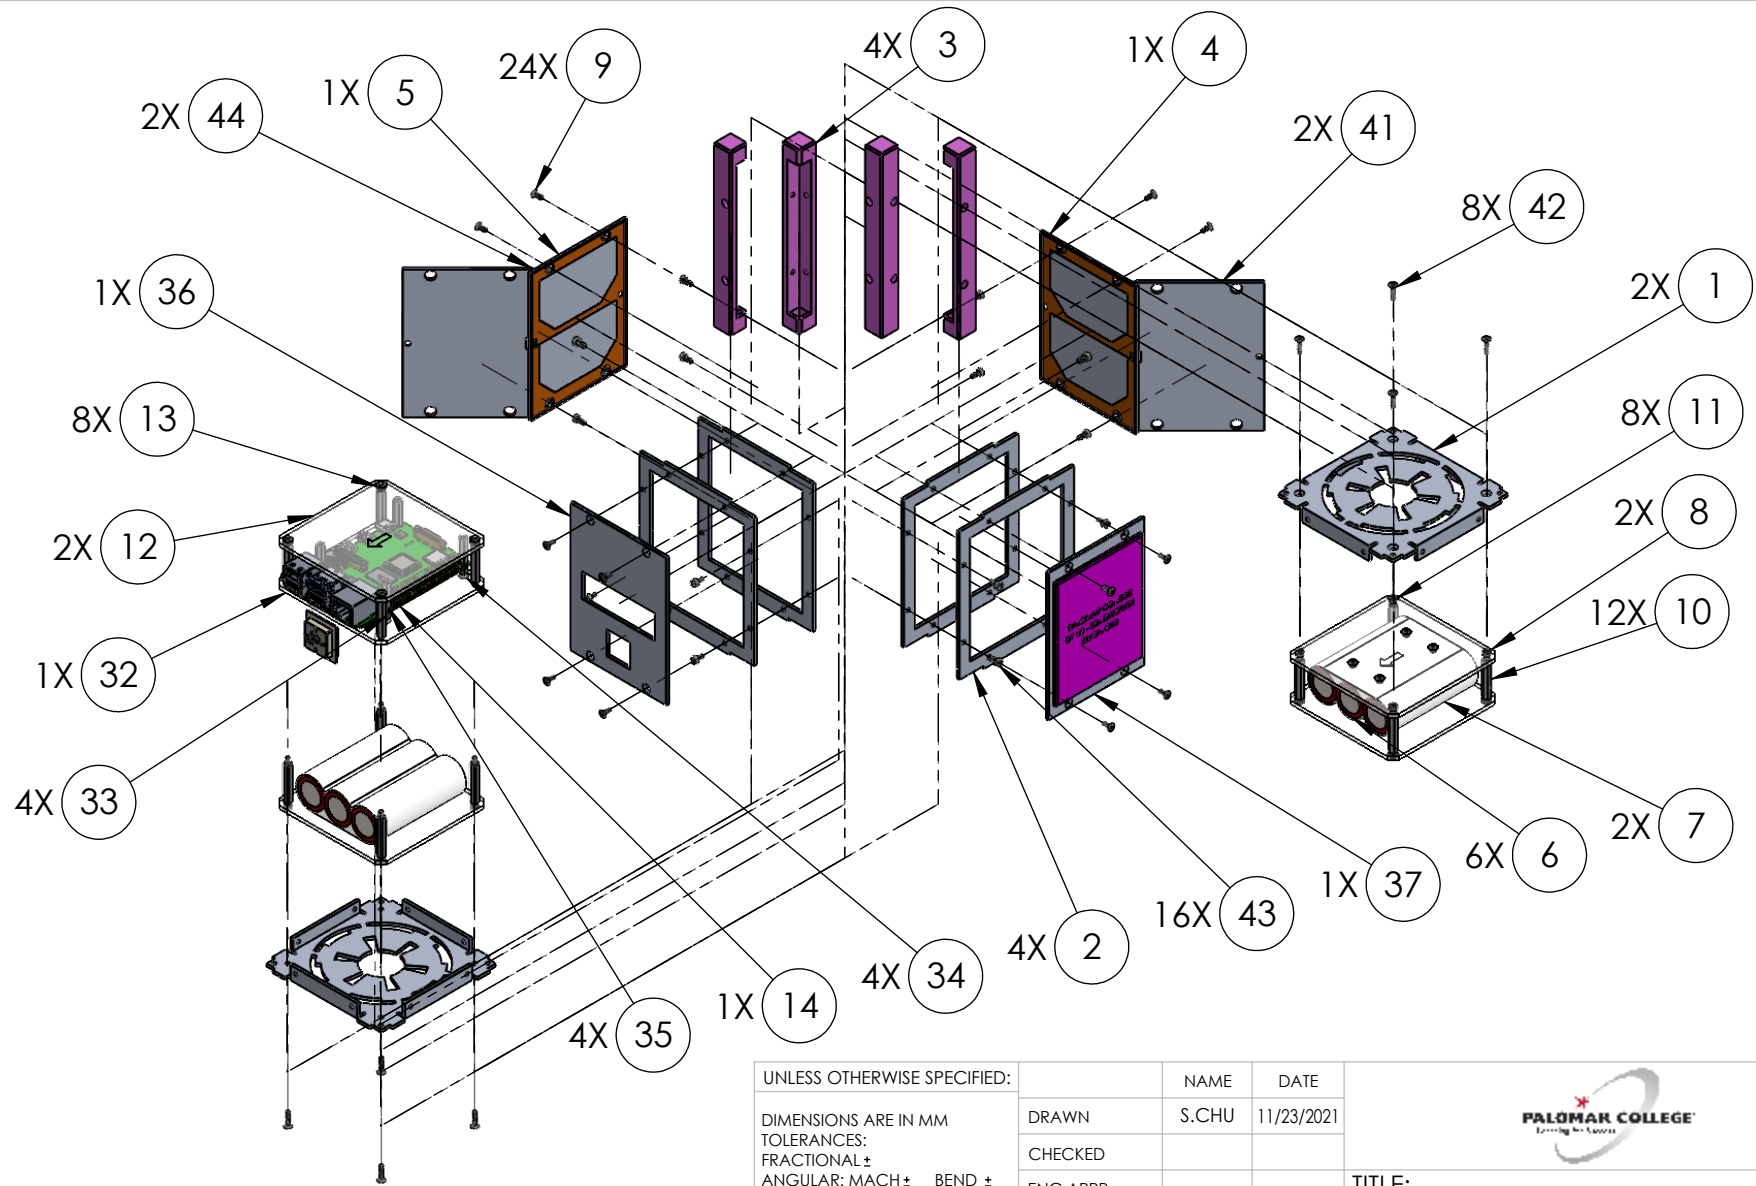 4X 3
1X 4
24X 9
1X 5
2X 44
2X 41
8X 42
1X 36
2X 1
8X 13
8X 11
2X 12
2X 8
12X 10
1X 32
4X 33
2X 7
6X 6
1X 37
16X 43
4X 2
4X 34
1X 14
4X 35
UNLESS OTHERWISE SPECIFIED:
NAME DATE
DIMENSIONS ARE IN MM
TOLERANCES:
FRACTIONAL ±
ANGULAR: MACH ± BEND ±
DRAWN S.CHU 11/23/2021
CHECKED
ENG APPR.
PALOMAR COLLEGE
TITLE: